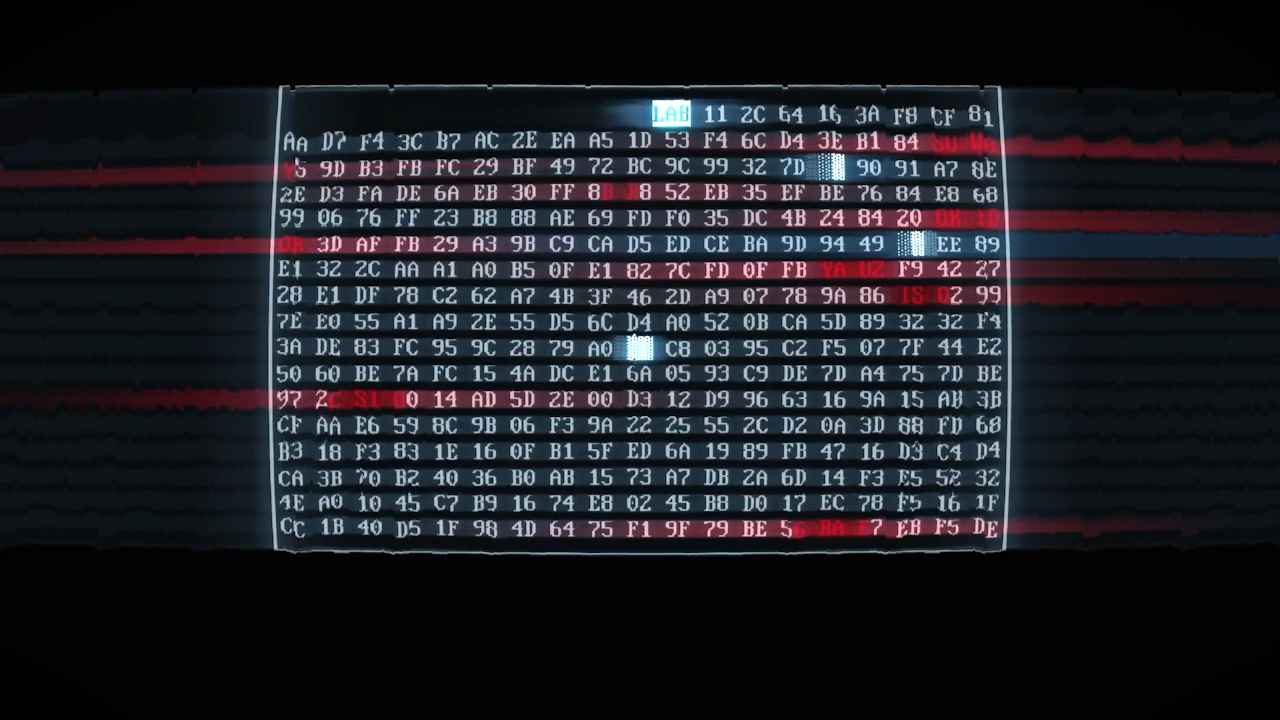 LAB 11 2C 64 16 3A F8 CF 81
AA D7 F4 3C B7 AC 2E EA A5 1D 53 F4 6C D4 3E B1 84
9D B3 FB FC 29 BF 49 72 BC 9C 99 32 7D 90 91 A7 8E
2E D3 FA DE 6A EB 30 FF 52 EB 35 EF BE 76 84 E8 68
99 06 76 FF 23 B8 88 AE 69 FD F0 35 DC 4B 24 84 20
3D AF FB 29 A3 9B C9 CA D5 ED CE BA 9D 94 49 EE 89
E1 32 2C AA A1 A0 B5 0F E1 82 7C FD 0F FB YA U2 F9 42 27
28 E1 DF 78 C2 62 A7 4B 3F 46 2D A9 07 78 9A 86 IS 02 99
7E E0 55 A1 A9 2E 55 D5 6C D4 A0 52 0B CA 5D 89 32 32 F4
3A DE 83 FC 95 9C 28 79 A0 C8 03 95 C2 F5 07 7F 44 E2
50 60 BE 7A FC 15 4A DC E1 6A 05 93 C9 DE 7D A4 75 7D BE
97 14 AD 5D 2E 00 D3 12 D9 96 63 16 9A 15 AB 3B
CF AA E6 59 8C 9B 06 F3 9A 22 25 55 2C D2 0A 3D 88 FD 68
B3 18 F3 83 1E 16 0F B1 5F ED 6A 19 89 FB 47 16 D3 C4 D4
CA 3B 70 B2 40 36 B0 AB 15 73 A7 DB 2A 6D 14 F3 E5 52 32
4E A0 10 45 C7 B9 16 74 E8 02 45 B8 D0 17 EC 78 F5 16 1F
CC 1B 40 D5 1F 98 4D 64 75 F1 9F 79 BE RA E7 EB F5 DE